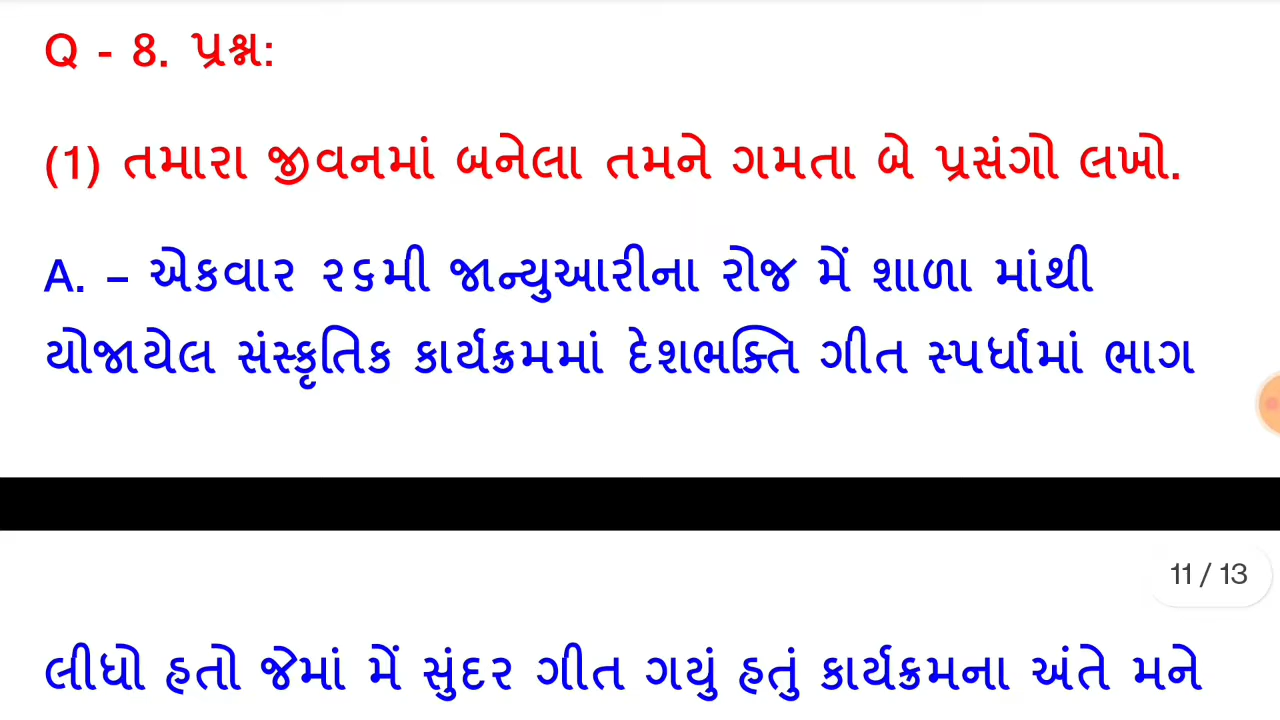 Q - 8. પ્રશ્ન:
(1) તમારા જીવનમાં બનેલા તમને ગમતા બે પ્રસંગો લખો.
A. – એકવાર ૨૬મી જાન્યુઆરીના રોજ મેં શાળા માંથી
યોજાયેલ સંસ્કૃતિક કાર્યક્રમમાં દેશભક્તિ ગીત સ્પર્ધામાં ભાગ
11 / 13
લીધો હતો જેમાં મેં સુંદર ગીત ગયું હતું કાર્યક્રમના અંતે મને